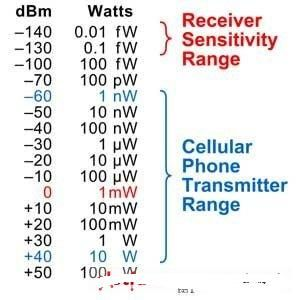 dBm Watts
–140 0.01 fW
–130 0.1 fW
–100 100 fW
–70 100 pW
–60 1 nW
–50 10 nW
–40 100 nW
–30 1 µW
–20 10 µW
–10 100 µW
0 1mW
+10 10mW
+20 100mW
+30 1 W
+40 10 W
+50 100 W
Receiver
Sensitivity
Range
Cellular
Phone
Transmitter
Range